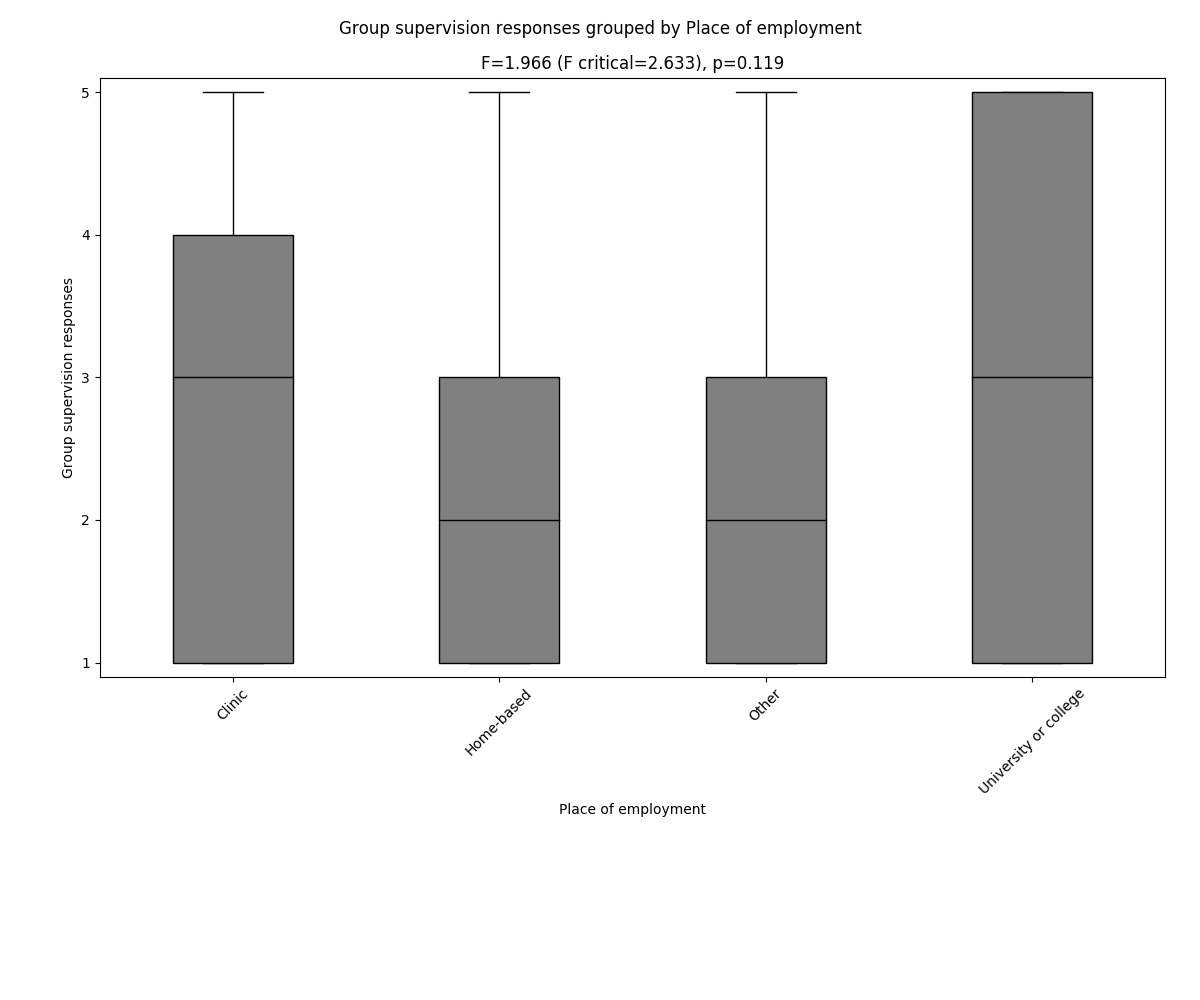 Group supervision responses grouped by Place of employment
F=1.966 (F critical=2.633), p=0.119
5
4
3
2
1
Group supervision responses
Clinic
Home-based
Other
University or college
Place of employment